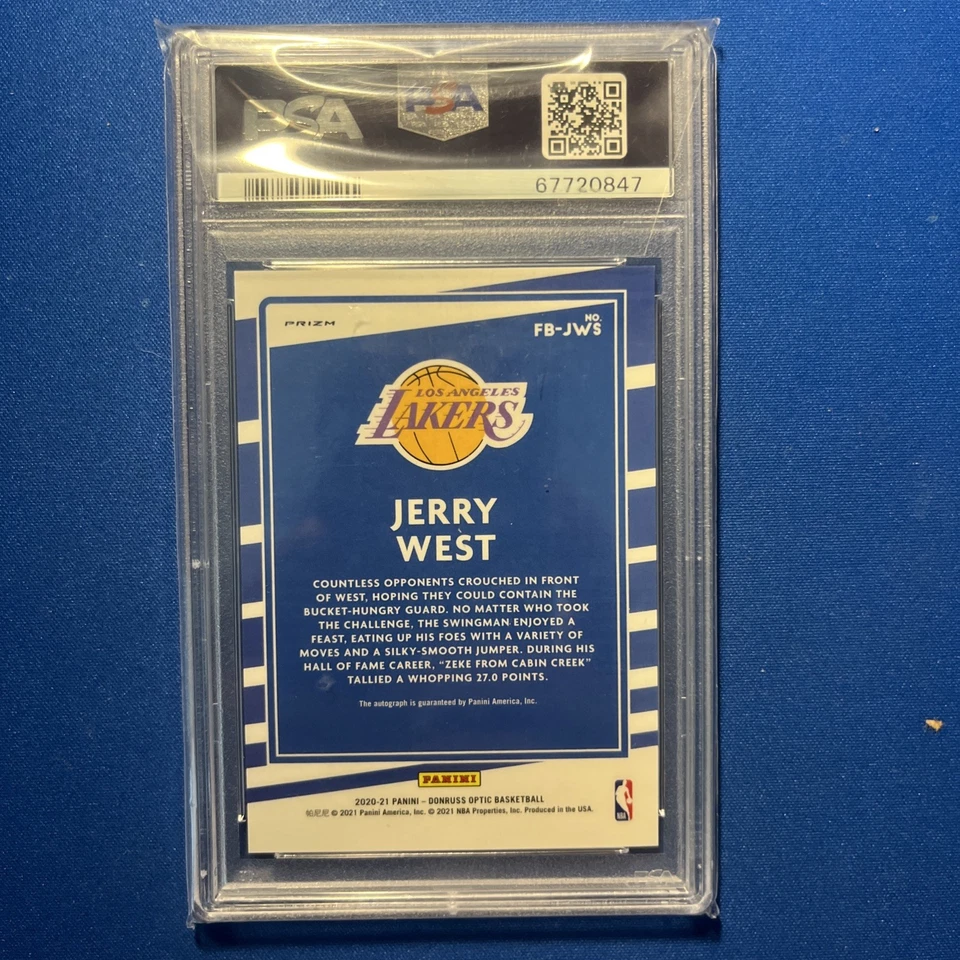 PSA
PSA
67720847
PRIZM
NO.
FB-JWS
LOS ANGELES
LAKERS
JERRY
WEST
COUNTLESS OPPONENTS CROUCHED IN FRONT
OF WEST, HOPING THEY COULD CONTAIN THE
BUCKET-HUNGRY GUARD. NO MATTER WHO TOOK
THE CHALLENGE, THE SWINGMAN ENJOYED A
FEAST, EATING UP HIS FOES WITH A VARIETY OF
MOVES AND A SILKY-SMOOTH JUMPER. DURING HIS
HALL OF FAME CAREER, “ZEKE FROM CABIN CREEK”
TALLIED A WHOPPING 27.0 POINTS.
The autograph is guaranteed by Panini America, Inc.
PANINI
2020-21 PANINI – DONRUSS OPTIC BASKETBALL
帕尼尼 © 2021 Panini America, Inc. © 2021 NBA Properties, Inc. Produced in the USA.
NBA
PSA